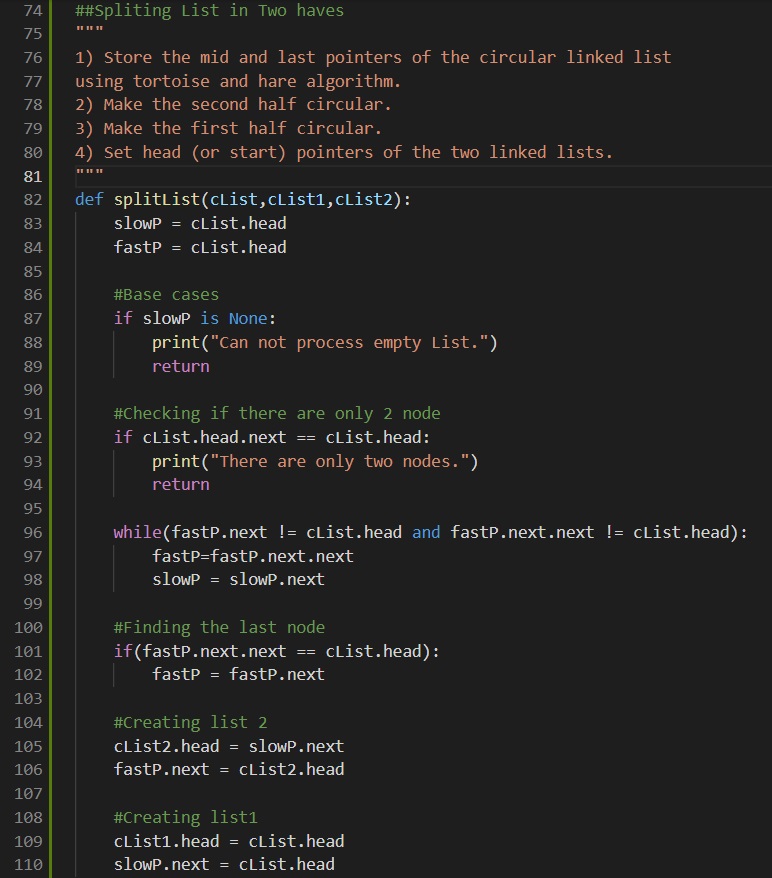 74 ##Spliting List in Two haves
75 """
76 1) Store the mid and last pointers of the circular linked list
77 using tortoise and hare algorithm.
78 2) Make the second half circular.
79 3) Make the first half circular.
80 4) Set head (or start) pointers of the two linked lists.
81 """
82 def splitList(cList,cList1,cList2):
83     slowP = cList.head
84     fastP = cList.head
85
86     #Base cases
87     if slowP is None:
88         print("Can not process empty List.")
89         return
90
91     #Checking if there are only 2 node
92     if cList.head.next == cList.head:
93         print("There are only two nodes.")
94         return
95
96     while(fastP.next != cList.head and fastP.next.next != cList.head):
97         fastP=fastP.next.next
98         slowP = slowP.next
99
100     #Finding the last node
101     if(fastP.next.next == cList.head):
102         fastP = fastP.next
103
104     #Creating list 2
105     cList2.head = slowP.next
106     fastP.next = cList2.head
107
108     #Creating list1
109     cList1.head = cList.head
110     slowP.next = cList.head